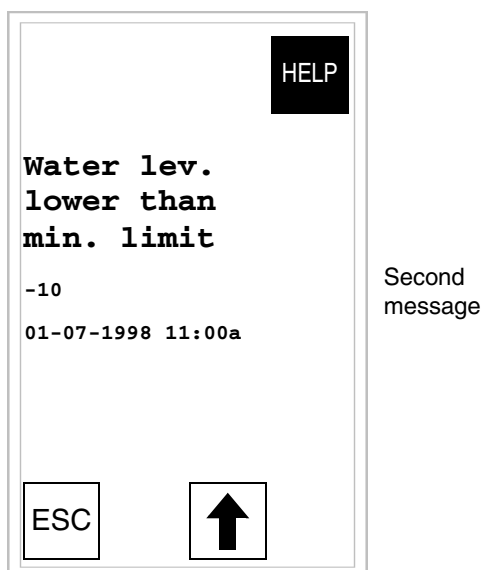 HELP
Water lev.
lower than
min. limit
-10
01-07-1998 11:00a
Second
message
ESC